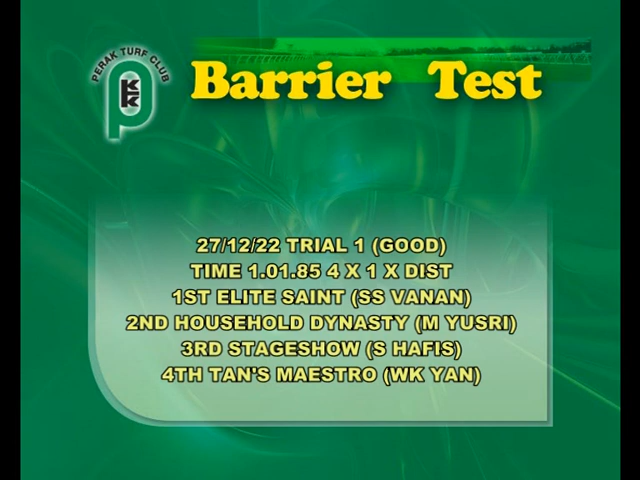 PERAK TURF CLUB
PKK
Barrier Test
27/12/22 TRIAL 1 (GOOD)
TIME 1.01.85 4 X 1 X DIST
1ST ELITE SAINT (SS VANAN)
2ND HOUSEHOLD DYNASTY (M YUSRI)
3RD STAGESHOW (S HAFIS)
4TH TAN'S MAESTRO (WK YAN)